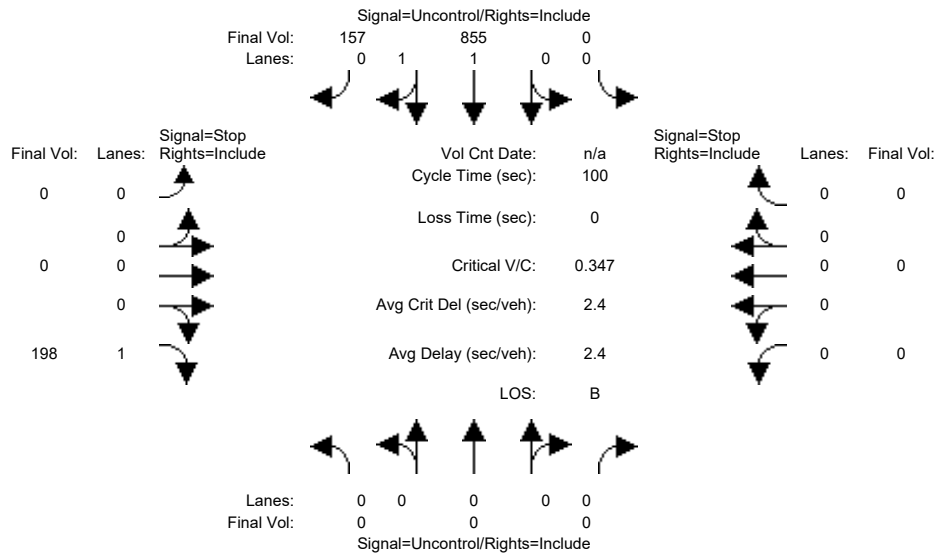 Signal=Uncontrol/Rights=Include
Final Vol: 157 855 0
Lanes: 0 1 1 0 0
Signal=Stop Signal=Stop
Final Vol: Lanes: Rights=Include Vol Cnt Date: n/a Rights=Include Lanes: Final Vol:
Cycle Time (sec): 100
0 0 0 0
Loss Time (sec): 0
0 0
0 0 Critical V/C: 0.347 0 0
0 Avg Crit Del (sec/veh): 2.4 0
198 1 Avg Delay (sec/veh): 2.4 0 0
LOS: B
Lanes: 0 0 0 0 0
Final Vol: 0 0 0
Signal=Uncontrol/Rights=Include